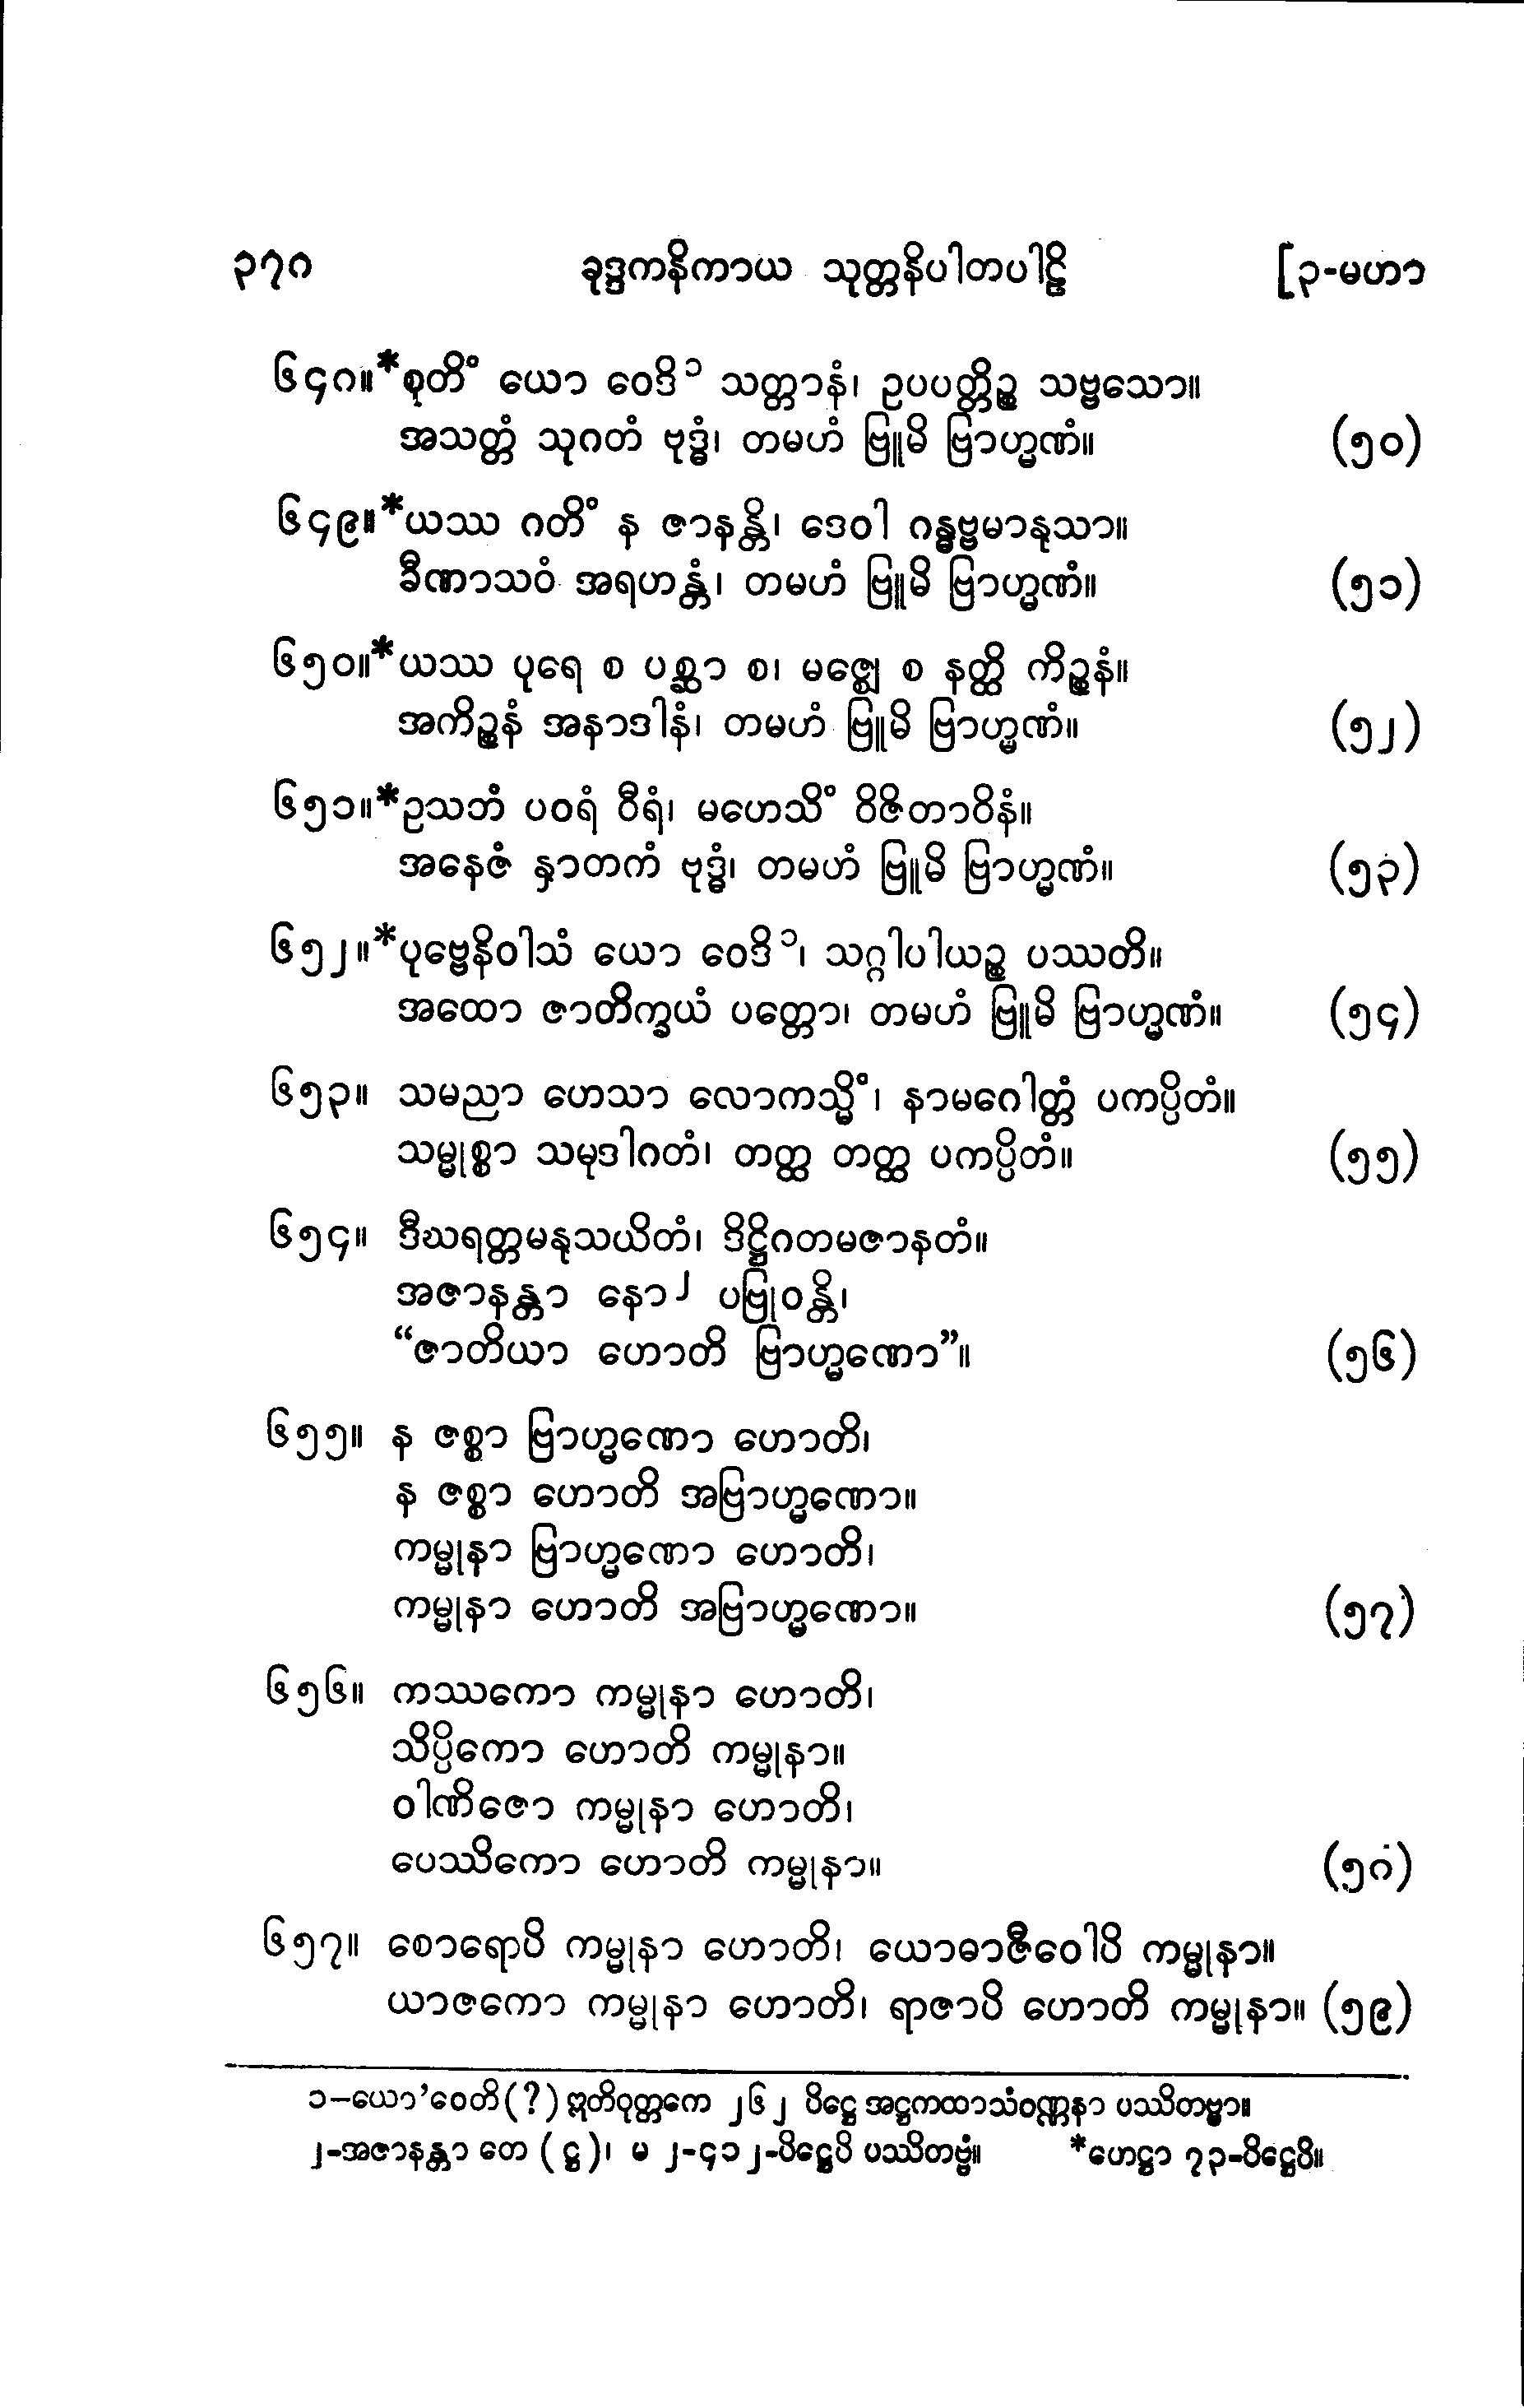 ၃၇၈ ခုဒ္ဒကနိကာယ သုတ္တနိပါတပါဠိ [၃-မဟာ
၆၄၈။ *စုတိံ ယော ဝေဒိ ၁ သတ္တာနံ၊ ဥပပတ္တိဉ္စ သဗ္ဗသော။
အသတ္တံ သုဂတံ ဗုဒ္ဓံ၊ တမဟံ ဗြူမိ ဗြာဟ္မဏံ။ (၅၀)
၆၄၉။ *ယဿ ဂတိံ န ဇာနန္တိ၊ ဒေဝါ ဂန္ဓဗ္ဗမာနုသာ။
ခီဏာသဝံ အရဟန္တံ၊ တမဟံ ဗြူမိ ဗြာဟ္မဏံ။ (၅၁)
၆၅၀။ *ယဿ ပုရေ စ ပစ္ဆာ စ၊ မဇ္ဈေ စ နတ္ထိ ကိဉ္စနံ။
အကိဉ္စနံ အနာဒါနံ၊ တမဟံ ဗြူမိ ဗြာဟ္မဏံ။ (၅၂)
၆၅၁။ *ဥသဘံ ပဝရံ ဝီရံ၊ မဟေသိံ ဝိဇိတာဝိနံ။
အနေဇံ နှာတကံ ဗုဒ္ဓံ၊ တမဟံ ဗြူမိ ဗြာဟ္မဏံ။ (၅၃)
၆၅၂။ *ပုဗ္ဗေနိဝါသံ ယော ဝေဒိ ၁၊ သဂ္ဂါပါယဉ္စ ပဿတိ။
အထော ဇာတိက္ခယံ ပတ္တော၊ တမဟံ ဗြူမိ ဗြာဟ္မဏံ။ (၅၄)
၆၅၃။ သမညာ ဟေသာ လောကသ္မိံ၊ နာမဂေါတ္တံ ပကပ္ပိတံ။
သမ္မုစ္စာ သမုဒါဂတံ၊ တတ္ထ တတ္ထ ပကပ္ပိတံ။ (၅၅)
၆၅၄။ ဒီဃရတ္တမနုသယိတံ၊ ဒိဋ္ဌိဂတမဇာနတံ။
အဇာနန္တာ နော ၂ ပဗြုဝန္တိ၊
“ဇာတိယာ ဟောတိ ဗြာဟ္မဏော”။ (၅၆)
၆၅၅။ န ဇစ္စာ ဗြာဟ္မဏော ဟောတိ၊
န ဇစ္စာ ဟောတိ အဗြာဟ္မဏော။
ကမ္မုနာ ဗြာဟ္မဏော ဟောတိ၊
ကမ္မုနာ ဟောတိ အဗြာဟ္မဏော။ (၅၇)
၆၅၆။ ကဿကော ကမ္မုနာ ဟောတိ၊
သိပ္ပိကော ဟောတိ ကမ္မုနာ။
ဝါဏိဇော ကမ္မုနာ ဟောတိ၊
ပေဿိကော ဟောတိ ကမ္မုနာ။ (၅၈)
၆၅၇။ စောရောပိ ကမ္မုနာ ဟောတိ၊ ယောဓာဇီဝေါပိ ကမ္မုနာ။
ယာဇကော ကမ္မုနာ ဟောတိ၊ ရာဇာပိ ဟောတိ ကမ္မုနာ။ (၅၉)
၁–ယော’ဝေတိ (?) ဣတိဝုတ္တကေ ၂၆၂ ပိဋ္ဌေ အဋ္ဌကထာသံဝဏ္ဏနာ ပဿိတဗ္ဗာ။
၂-အဇာနန္တာ တေ (ဋ္ဌ)၊ မ ၂-၄၁၂-ပိဋ္ဌေပိ ပဿိတဗ္ဗံ။ *ဟေဋ္ဌာ ၇၃-ပိဋ္ဌေပိ။